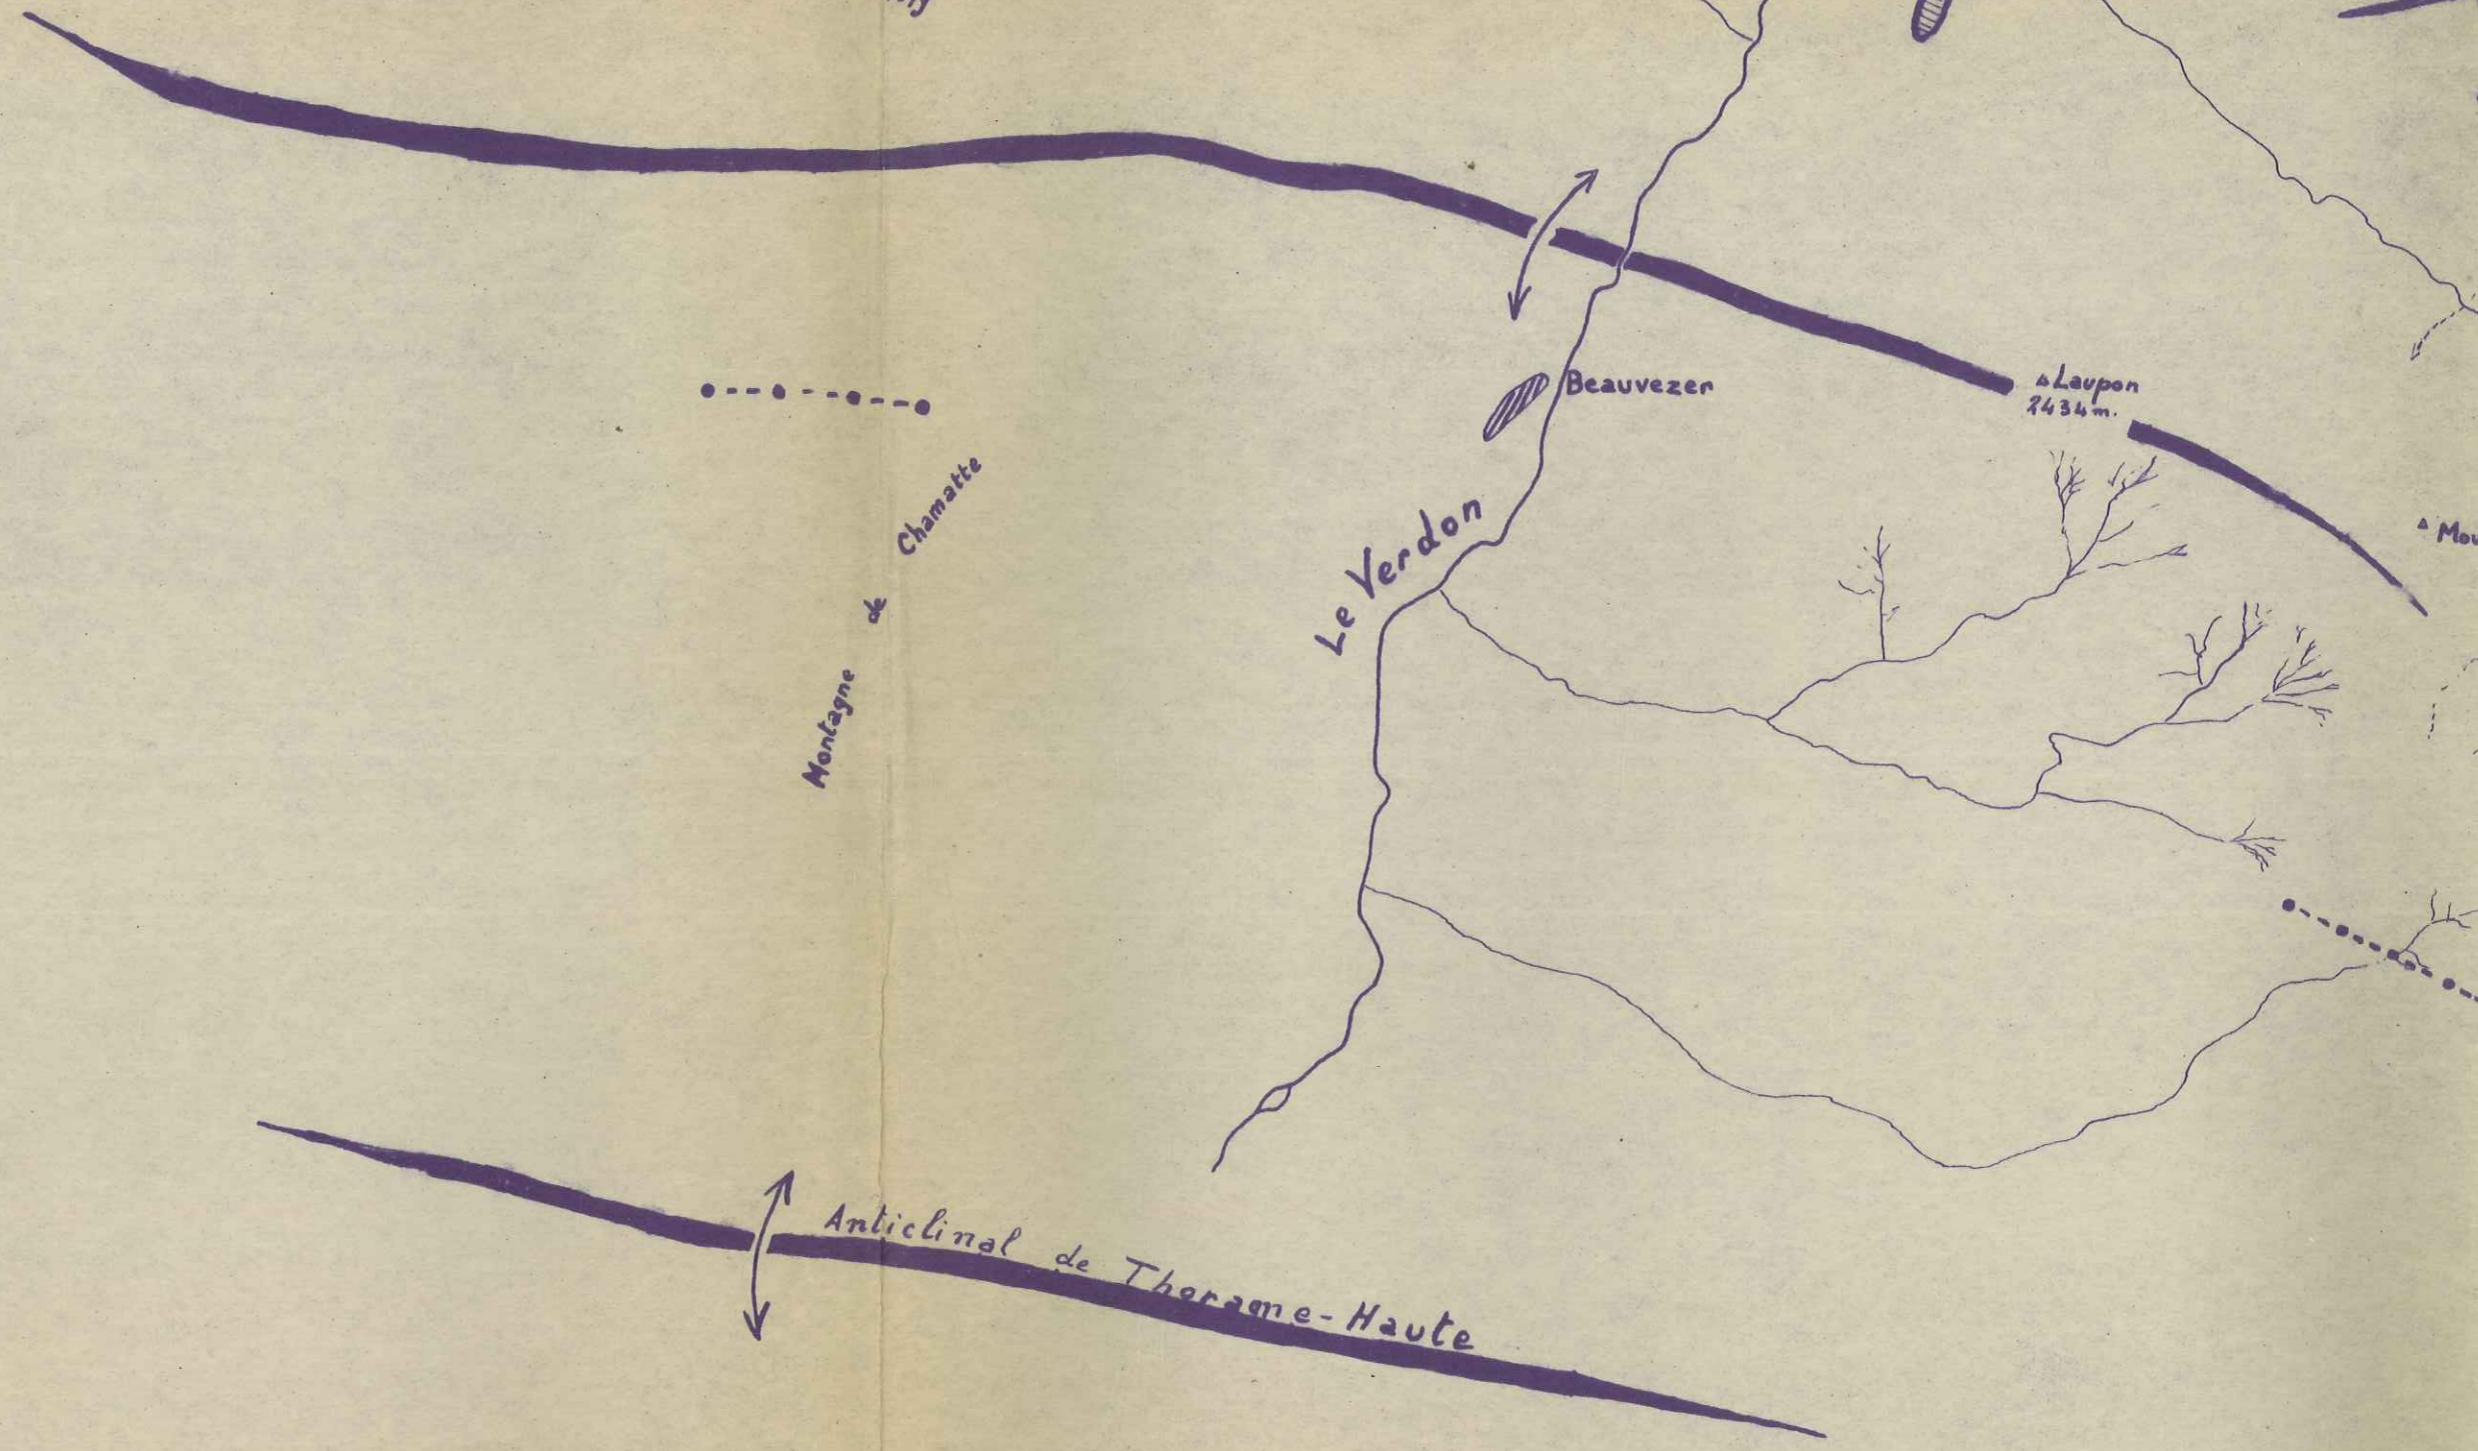 Beauvezer
Laupon
2434m.
Montagne de Chamatte
Le Verdon
Anticlinal de Thorame-Haute